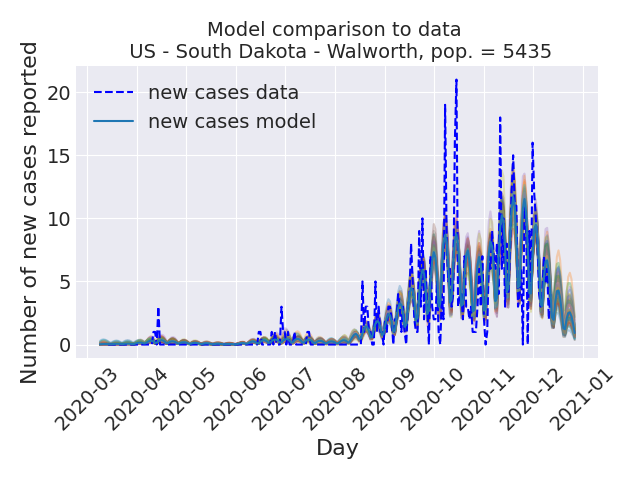 Model comparison to data
US - South Dakota - Walworth, pop. = 5435
Number of new cases reported
20
15
10
5
0
new cases data
new cases model
2020-03
2020-04
2020-05
2020-06
2020-07
2020-08
2020-09
2020-10
2020-11
2020-12
2021-01
Day